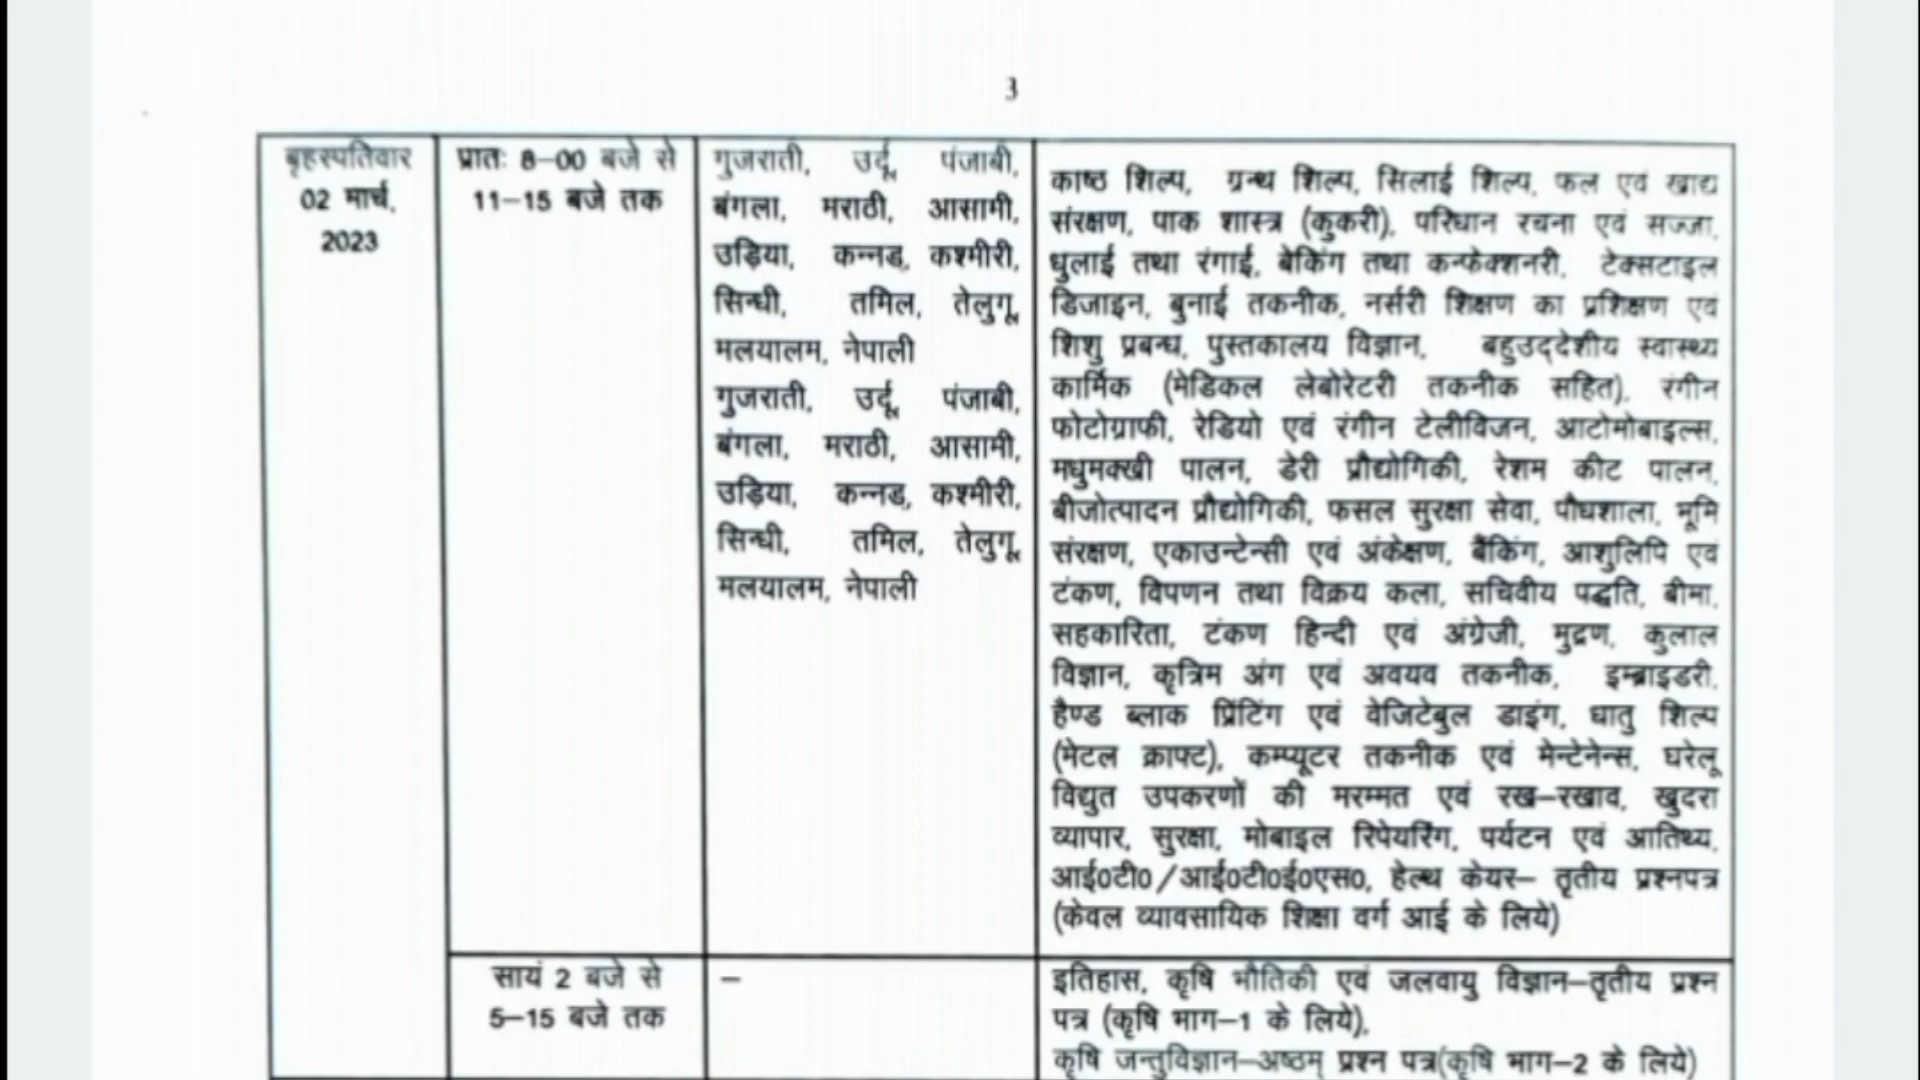 3
बृहस्पतिवार
02 मार्च,
2023
प्रातः 8–00 बजे से
11–15 बजे तक
गुजराती, उर्दू, पंजाबी,
बंगला, मराठी, आसामी,
उड़िया, कन्नड, कश्मीरी,
सिन्धी, तमिल, तेलुगू,
मलयालम, नेपाली
गुजराती, उर्दू, पंजाबी,
बंगला, मराठी, आसामी,
उड़िया, कन्नड, कश्मीरी,
सिन्धी, तमिल, तेलुगू,
मलयालम, नेपाली
काष्ठ शिल्प, ग्रन्थ शिल्प, सिलाई शिल्प, फल एवं खाद्य
संरक्षण, पाक शास्त्र (कुकरी), परिधान रचना एवं सज्जा,
धुलाई तथा रंगाई, बेकिंग तथा कन्फेक्शनरी, टेक्सटाइल
डिजाइन, बुनाई तकनीक, नर्सरी शिक्षण का प्रशिक्षण एवं
शिशु प्रबन्ध, पुस्तकालय विज्ञान, बहुउद्देशीय स्वास्थ्य
कार्मिक (मेडिकल लेबोरेटरी तकनीक सहित), रंगीन
फोटोग्राफी, रेडियो एवं रंगीन टेलीविजन, आटोमोबाइल्स,
मधुमक्खी पालन, डेरी प्रौद्योगिकी, रेशम कीट पालन,
बीजोत्पादन प्रौद्योगिकी, फसल सुरक्षा सेवा, पौधशाला, भूमि
संरक्षण, एकाउन्टेन्सी एवं अंकेक्षण, बैंकिंग, आशुलिपि एवं
टंकण, विपणन तथा विक्रय कला, सचिवीय पद्धति, बीमा,
सहकारिता, टंकण हिन्दी एवं अंग्रेजी, मुद्रण, कुलाल
विज्ञान, कृत्रिम अंग एवं अवयव तकनीक, इम्ब्राइडरी,
हैण्ड ब्लाक प्रिंटिंग एवं वेजिटेबुल डाइंग, धातु शिल्प
(मेटल क्राफ्ट), कम्प्यूटर तकनीक एवं मेन्टेनेन्स, घरेलू
विद्युत उपकरणों की मरम्मत एवं रख–रखाव, खुदरा
व्यापार, सुरक्षा, मोबाइल रिपेयरिंग, पर्यटन एवं आतिथ्य,
आई0टी0/आई0टी0ई0एस0, हेल्थ केयर– तृतीय प्रश्नपत्र
(केवल व्यावसायिक शिक्षा वर्ग आई के लिये)
सायं 2 बजे से
5–15 बजे तक
–
इतिहास, कृषि भौतिकी एवं जलवायु विज्ञान–तृतीय प्रश्न
पत्र (कृषि भाग–1 के लिये),
कृषि जन्तुविज्ञान–अष्ठम् प्रश्न पत्र(कृषि भाग–2 के लिये)